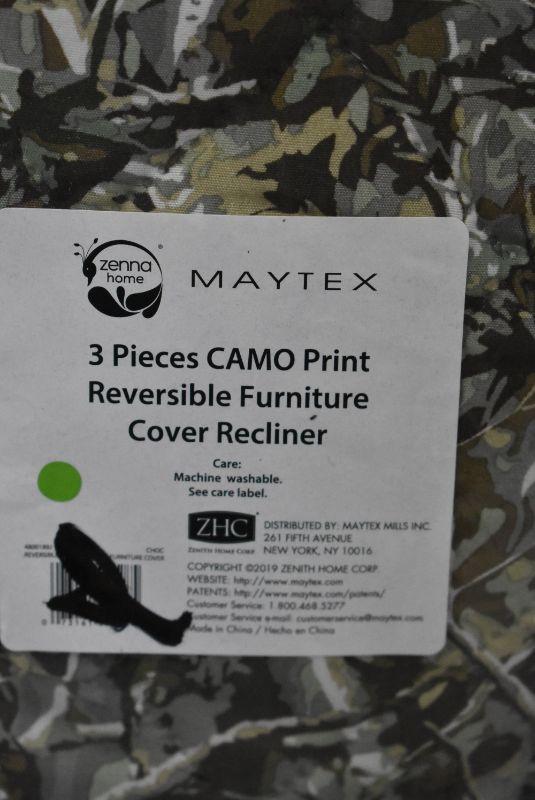 zenna
home
MAYTEX
3 Pieces CAMO Print
Reversible Furniture
Cover Recliner
Care:
Machine washable.
See care label.
ZHC
ZENITH HOME CORP
DISTRIBUTED BY: MAYTEX MILLS INC.
261 FIFTH AVENUE
NEW YORK, NY 10016
CHOC
FURNITURE COVER
COPYRIGHT ©2019 ZENITH HOME CORP.
WEBSITE: http://www.maytex.com
PATENTS: http://www.maytex.com/patents/
Customer Service: 1.800.468.5277
Customer Service e-mail: customerservice@maytex.com
Made in China / Hecho en China